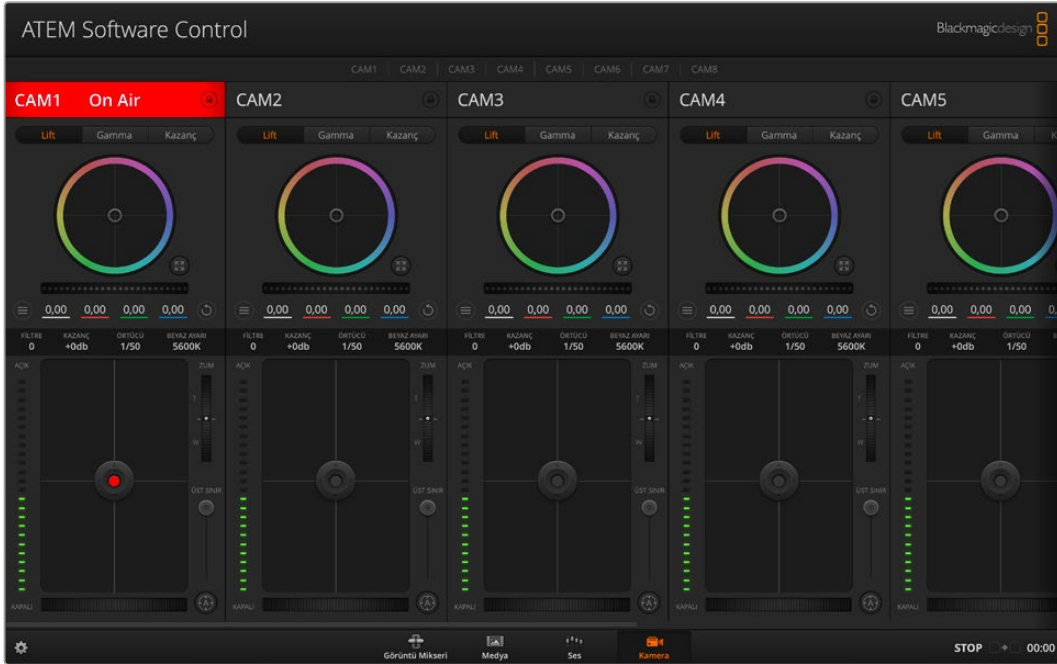 ATEM Software Control
Blackmagicdesign
CAM1 CAM2 CAM3 CAM4 CAM5 CAM6 CAM7 CAM8
CAM1 On Air CAM2 CAM3 CAM4 CAM5
Lift Gamma Kazanç Lift Gamma Kazanç Lift Gamma Kazanç Lift Gamma Kazanç Lift Gamma
0,00 0,00 0,00 0,00 0,00 0,00 0,00 0,00 0,00 0,00 0,00 0,00 0,00 0,00 0,00 0,00 0,00 0,00 0,00
FİLTRE KAZANÇ ÖRTÜCÜ BEYAZ AYARI FİLTRE KAZANÇ ÖRTÜCÜ BEYAZ AYARI FİLTRE KAZANÇ ÖRTÜCÜ BEYAZ AYARI FİLTRE KAZANÇ ÖRTÜCÜ BEYAZ AYARI FİLTRE KAZANÇ ÖRTÜCÜ
0 +0db 1/50 5600K 0 +0db 1/50 5600K 0 +0db 1/50 5600K 0 +0db 1/50 5600K 0 +0db 1/50
AÇIK ZUM AÇIK ZUM AÇIK ZUM AÇIK ZUM AÇIK
T T T T
W W W W
ÜST SINIR ÜST SINIR ÜST SINIR ÜST SINIR
KAPALI A KAPALI A KAPALI A KAPALI A KAPALI
Görüntü Mikseri Medya Ses Kamera
STOP 00:00